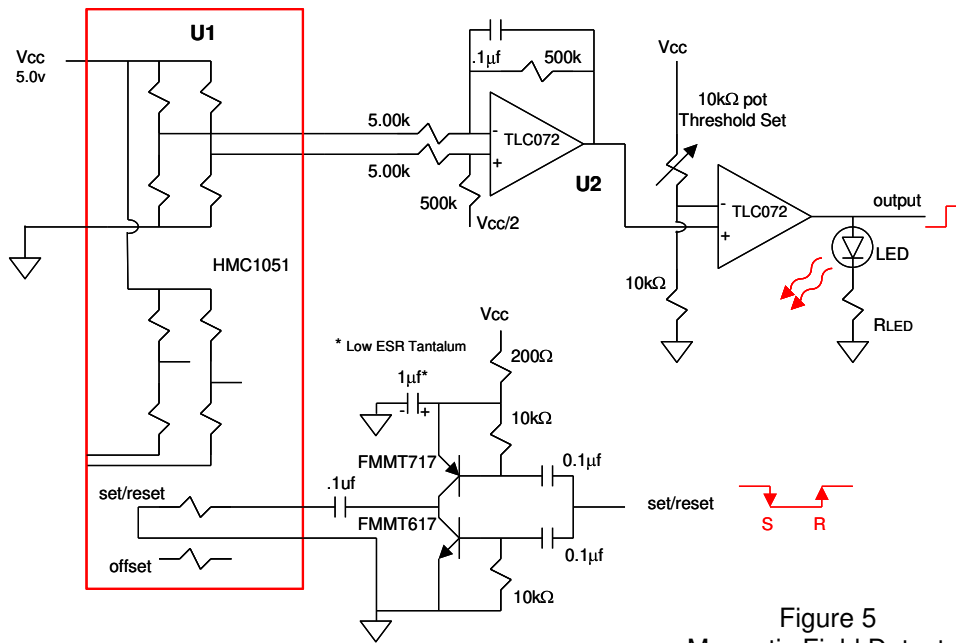 U1
Vcc
5.0v
.1µf
500k
Vcc
10kΩ pot
Threshold Set
5.00k
-
TLC072
+
5.00k
U2
500k
Vcc/2
-
TLC072
+
output
LED
HMC1051
10kΩ
RLED
Vcc
* Low ESR Tantalum
200Ω
1µf*
- +
10kΩ
FMMT717
0.1µf
set/reset
.1uf
FMMT617
set/reset
S R
0.1µf
offset
10kΩ
Figure 5